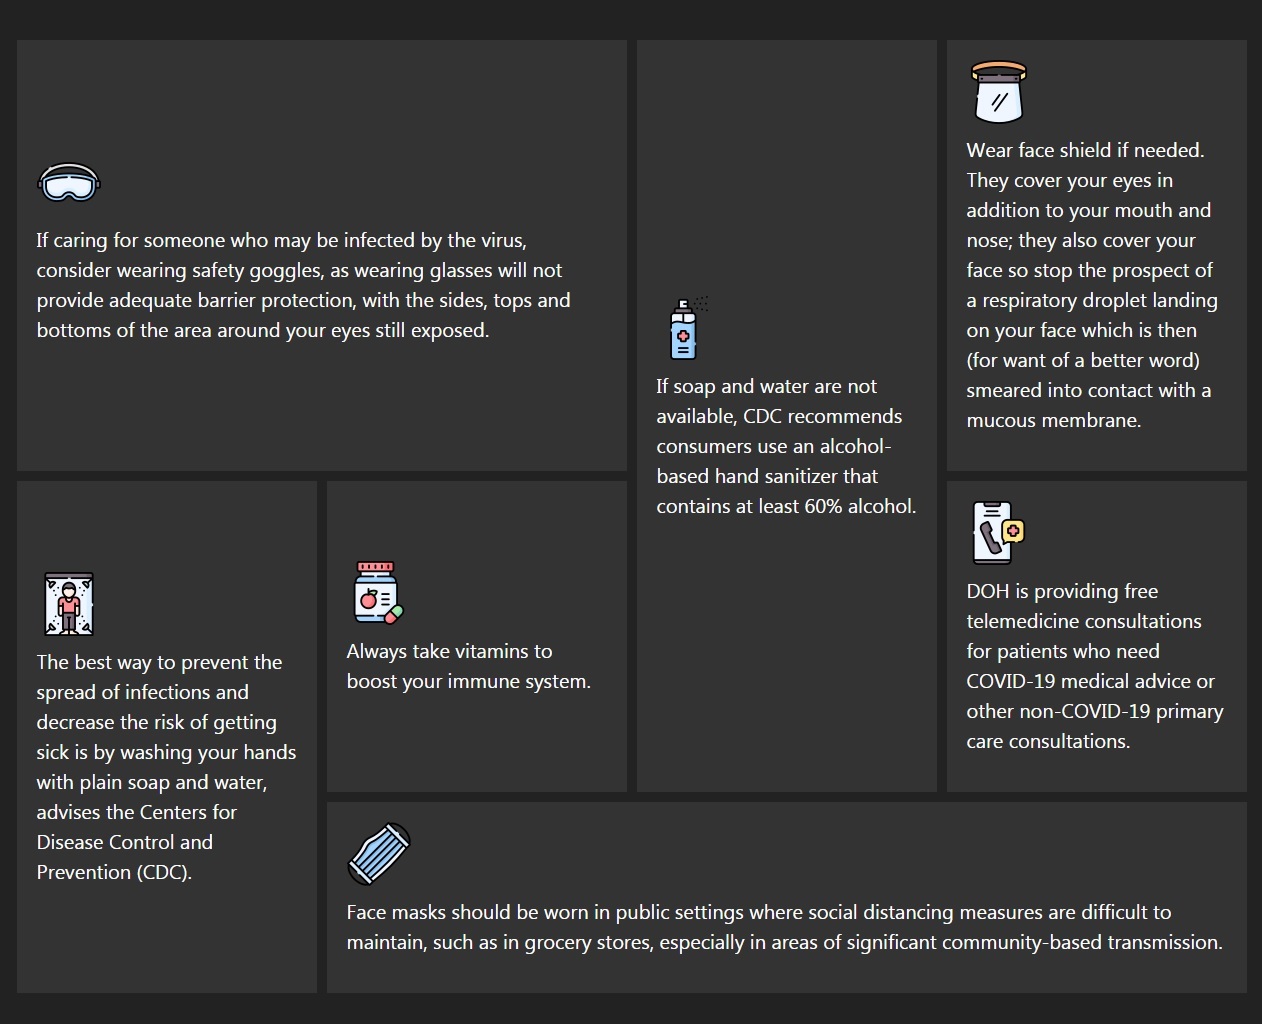 If caring for someone who may be infected by the virus,
consider wearing safety goggles, as wearing glasses will not
provide adequate barrier protection, with the sides, tops and
bottoms of the area around your eyes still exposed.
If soap and water are not
available, CDC recommends
consumers use an alcohol-
based hand sanitizer that
contains at least 60% alcohol.
Wear face shield if needed.
They cover your eyes in
addition to your mouth and
nose; they also cover your
face so stop the prospect of
a respiratory droplet landing
on your face which is then
(for want of a better word)
smeared into contact with a
mucous membrane.
The best way to prevent the
spread of infections and
decrease the risk of getting
sick is by washing your hands
with plain soap and water,
advises the Centers for
Disease Control and
Prevention (CDC).
Always take vitamins to
boost your immune system.
DOH is providing free
telemedicine consultations
for patients who need
COVID-19 medical advice or
other non-COVID-19 primary
care consultations.
Face masks should be worn in public settings where social distancing measures are difficult to
maintain, such as in grocery stores, especially in areas of significant community-based transmission.